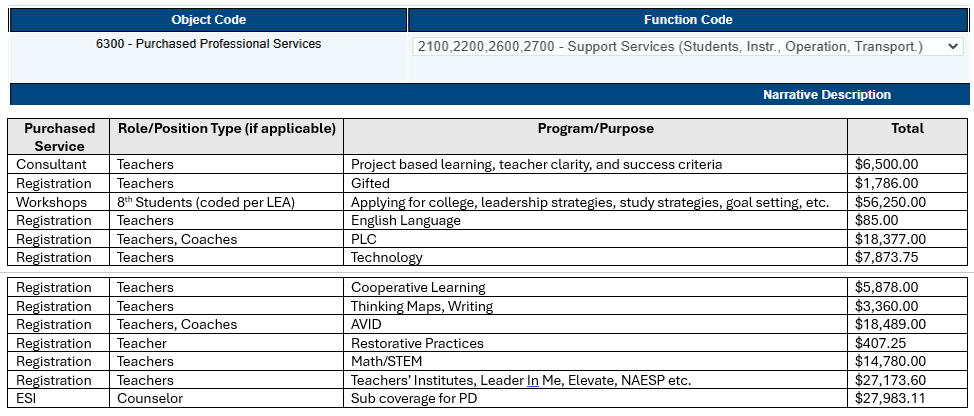 Object Code Function Code
6300 - Purchased Professional Services 2100,2200,2600,2700 - Support Services (Students, Instr., Operation, Transport.)
Narrative Description
Purchased Service Role/Position Type (if applicable) Program/Purpose Total
Consultant Teachers Project based learning, teacher clarity, and success criteria $6,500.00
Registration Teachers Gifted $1,786.00
Workshops 8th Students (coded per LEA) Applying for college, leadership strategies, study strategies, goal setting, etc. $56,250.00
Registration Teachers English Language $85.00
Registration Teachers, Coaches PLC $18,377.00
Registration Teachers Technology $7,873.75
Registration Teachers Cooperative Learning $5,878.00
Registration Teachers Thinking Maps, Writing $3,360.00
Registration Teachers, Coaches AVID $18,489.00
Registration Teacher Restorative Practices $407.25
Registration Teachers Math/STEM $14,780.00
Registration Teachers Teachers' Institutes, Leader In Me, Elevate, NAESP etc. $27,173.60
ESI Counselor Sub coverage for PD $27,983.11